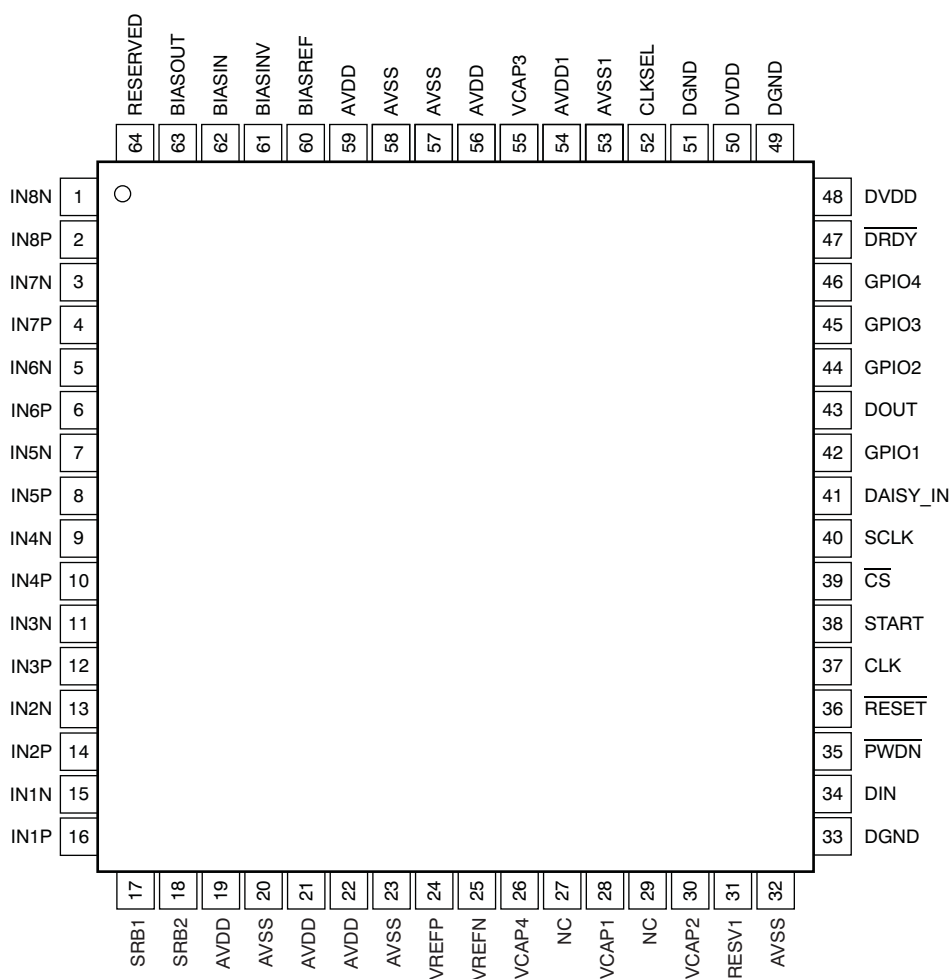 RESERVED BIASOUT BIASIN BIASINV BIASREF AVDD AVSS AVSS AVDD VCAP3 AVDD1 AVSS1 CLKSEL DGND DVDD DGND
64 63 62 61 60 59 58 57 56 55 54 53 52 51 50 49
IN8N 1 48 DVDD
IN8P 2 47 DRDY
IN7N 3 46 GPIO4
IN7P 4 45 GPIO3
IN6N 5 44 GPIO2
IN6P 6 43 DOUT
IN5N 7 42 GPIO1
IN5P 8 41 DAISY_IN
IN4N 9 40 SCLK
IN4P 10 39 CS
IN3N 11 38 START
IN3P 12 37 CLK
IN2N 13 36 RESET
IN2P 14 35 PWDN
IN1N 15 34 DIN
IN1P 16 33 DGND
17 18 19 20 21 22 23 24 25 26 27 28 29 30 31 32
SRB1 SRB2 AVDD AVSS AVDD AVDD AVSS VREFP VREFN VCAP4 NC VCAP1 NC VCAP2 RESV1 AVSS